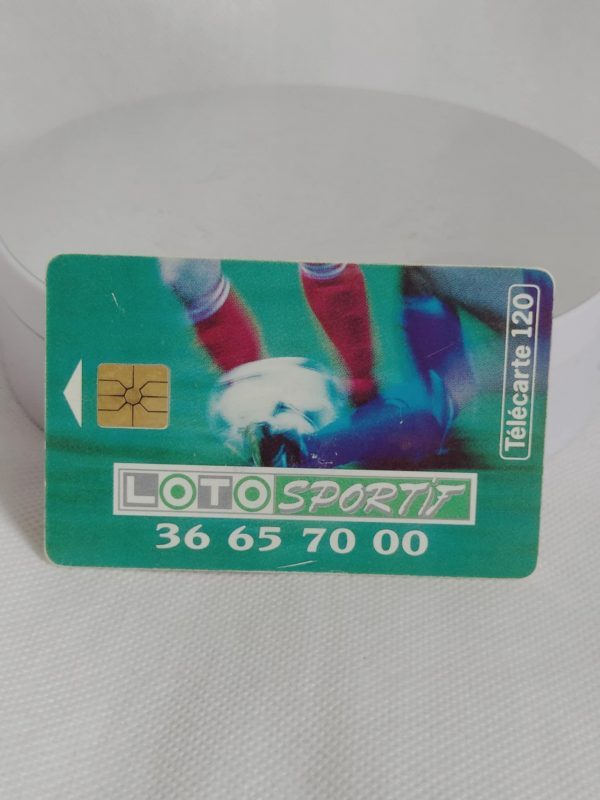 Télécarte 120
LOTO SPORTIF
36 65 70 00